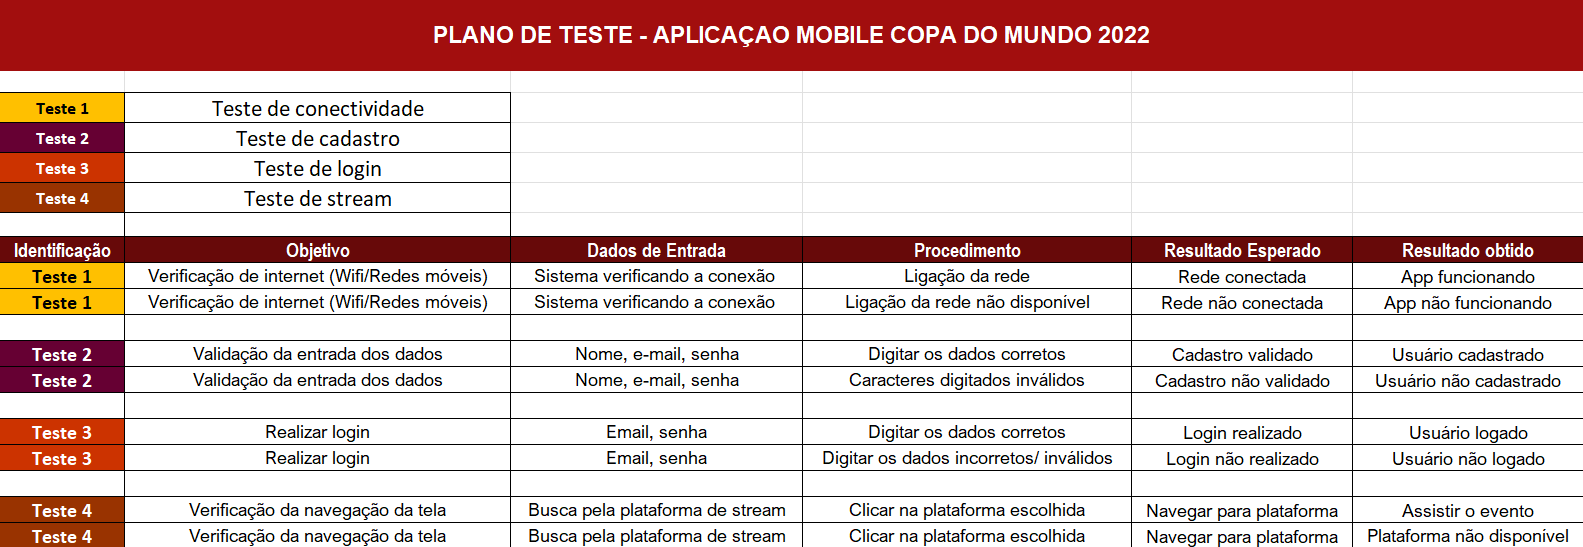 PLANO DE TESTE - APLICAÇAO MOBILE COPA DO MUNDO 2022
Teste 1 Teste de conectividade
Teste 2 Teste de cadastro
Teste 3 Teste de login
Teste 4 Teste de stream
Identificação Objetivo Dados de Entrada Procedimento Resultado Esperado Resultado obtido
Teste 1 Verificação de internet (Wifi/Redes móveis) Sistema verificando a conexão Ligação da rede Rede conectada App funcionando
Teste 1 Verificação de internet (Wifi/Redes móveis) Sistema verificando a conexão Ligação da rede não disponível Rede não conectada App não funcionando
Teste 2 Validação da entrada dos dados Nome, e-mail, senha Digitar os dados corretos Cadastro validado Usuário cadastrado
Teste 2 Validação da entrada dos dados Nome, e-mail, senha Caracteres digitados inválidos Cadastro não validado Usuário não cadastrado
Teste 3 Realizar login Email, senha Digitar os dados corretos Login realizado Usuário logado
Teste 3 Realizar login Email, senha Digitar os dados incorretos/ inválidos Login não realizado Usuário não logado
Teste 4 Verificação da navegação da tela Busca pela plataforma de stream Clicar na plataforma escolhida Navegar para plataforma Assistir o evento
Teste 4 Verificação da navegação da tela Busca pela plataforma de stream Clicar na plataforma escolhida Navegar para plataforma Plataforma não disponível